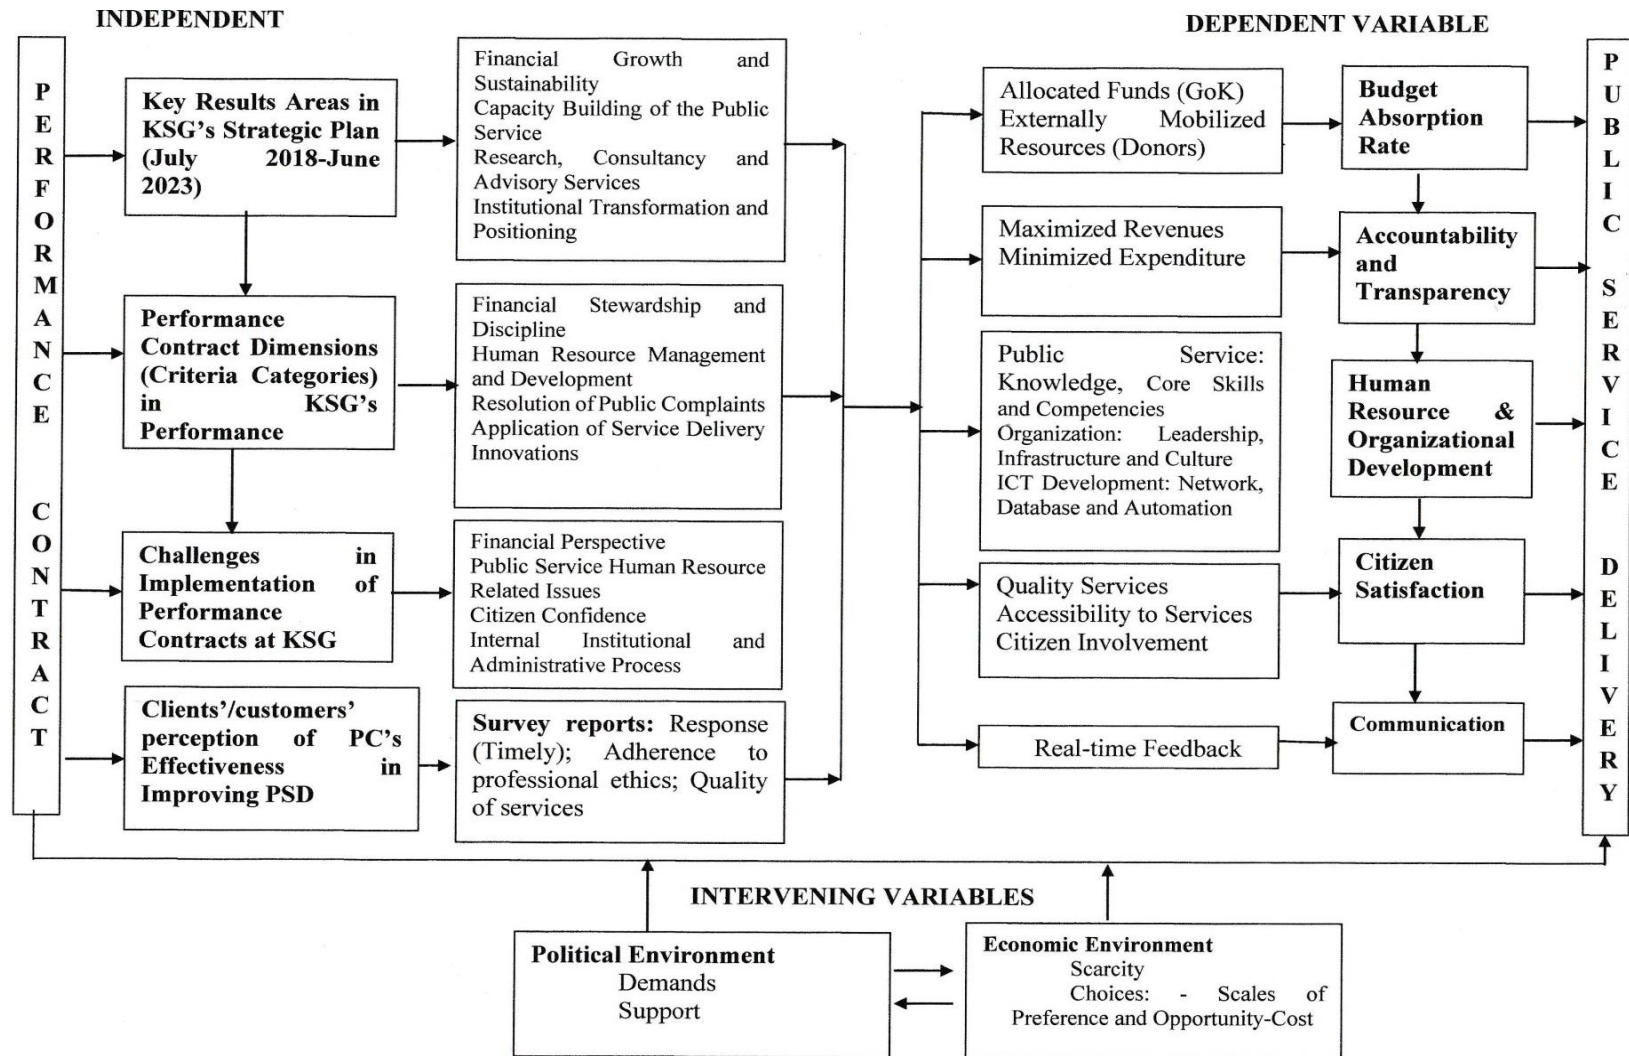 INDEPENDENT
DEPENDENT VARIABLE
PERFORMANCE CONTRACT
Key Results Areas in
KSG's Strategic Plan
(July 2018-June
2023)
Financial Growth and
Sustainability
Capacity Building of the Public
Service
Research, Consultancy and
Advisory Services
Institutional Transformation and
Positioning
Performance
Contract Dimensions
(Criteria Categories)
in KSG's
Performance
Financial Stewardship and
Discipline
Human Resource Management
and Development
Resolution of Public Complaints
Application of Service Delivery
Innovations
Challenges in
Implementation of
Performance
Contracts at KSG
Financial Perspective
Public Service Human Resource
Related Issues
Citizen Confidence
Internal Institutional and
Administrative Process
Clients'/customers'
perception of PC's
Effectiveness in
Improving PSD
Survey reports: Response
(Timely); Adherence to
professional ethics; Quality
of services
Allocated Funds (GoK)
Externally Mobilized
Resources (Donors)
Budget
Absorption
Rate
Maximized Revenues
Minimized Expenditure
Accountability
and
Transparency
Public Service:
Knowledge, Core Skills
and Competencies
Organization: Leadership,
Infrastructure and Culture
ICT Development: Network,
Database and Automation
Human
Resource &
Organizational
Development
Quality Services
Accessibility to Services
Citizen Involvement
Citizen
Satisfaction
Real-time Feedback
Communication
PUBLIC SERVICE DELIVERY
INTERVENING VARIABLES
Political Environment
Demands
Support
Economic Environment
Scarcity
Choices: - Scales of
Preference and Opportunity-Cost